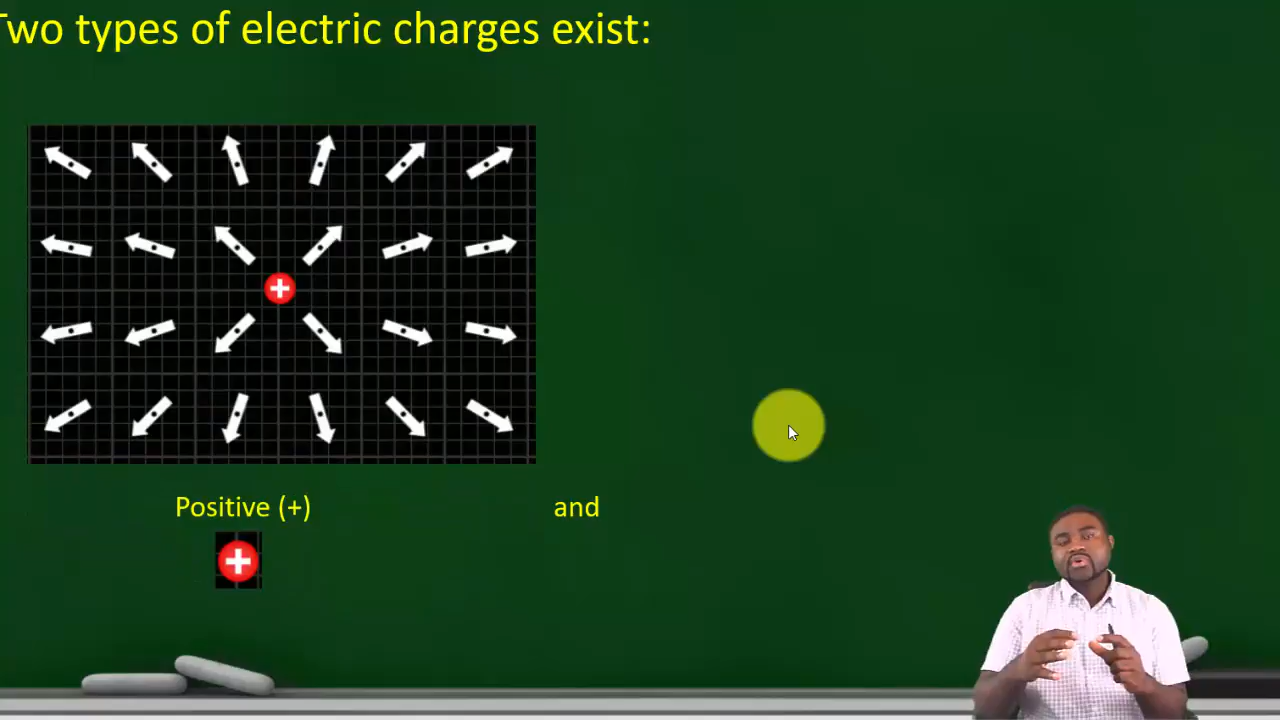 Two types of electric charges exist:
Positive (+)
and